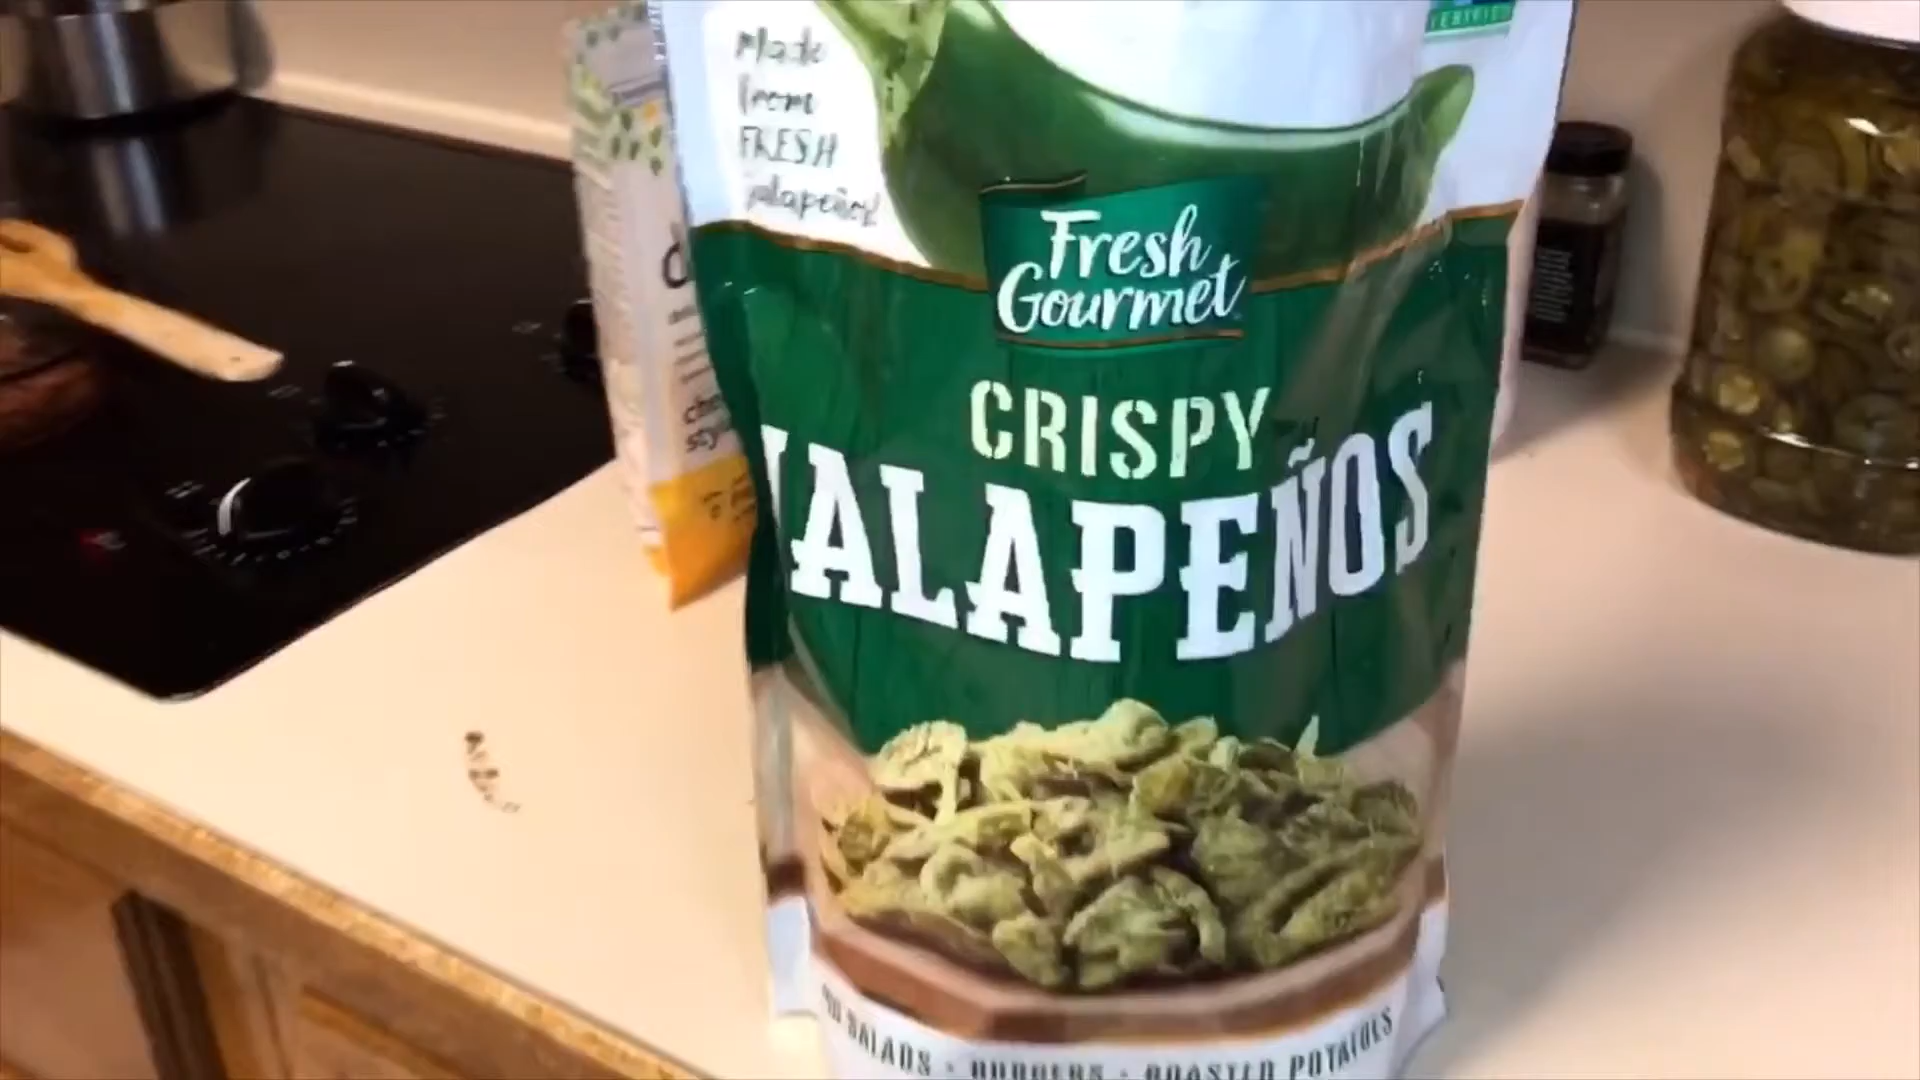 Made
from
FRESH
jalapeños!
Fresh
Gourmet
CRISPY
JALAPEÑOS
SALADS • BURGERS • ROASTED POTATOES